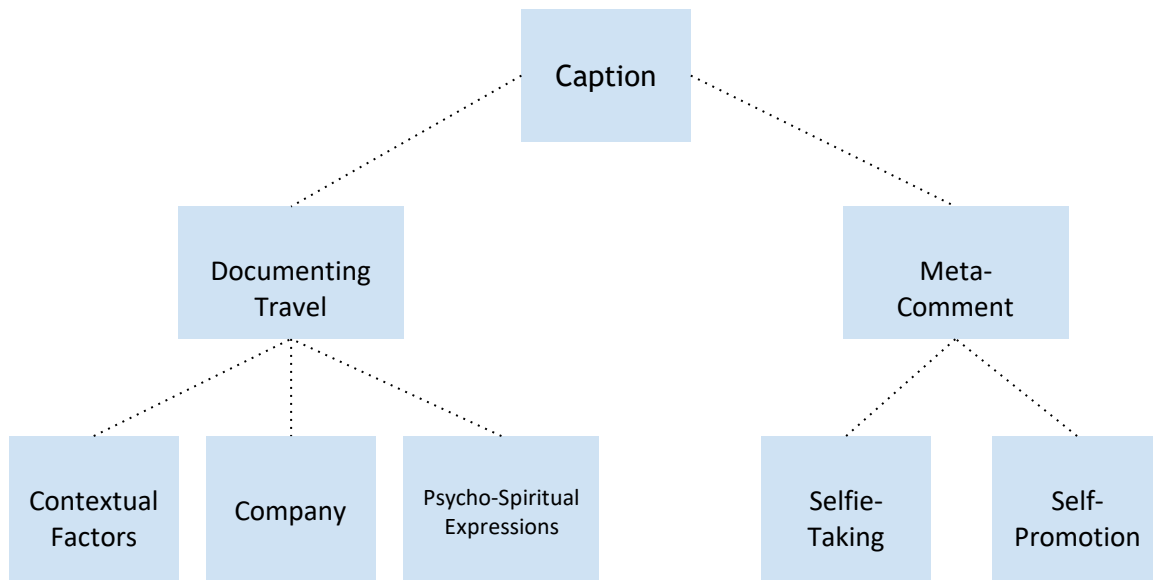 Caption
Documenting
Travel
Meta-
Comment
Contextual
Factors
Company
Psycho-Spiritual
Expressions
Selfie-
Taking
Self-
Promotion